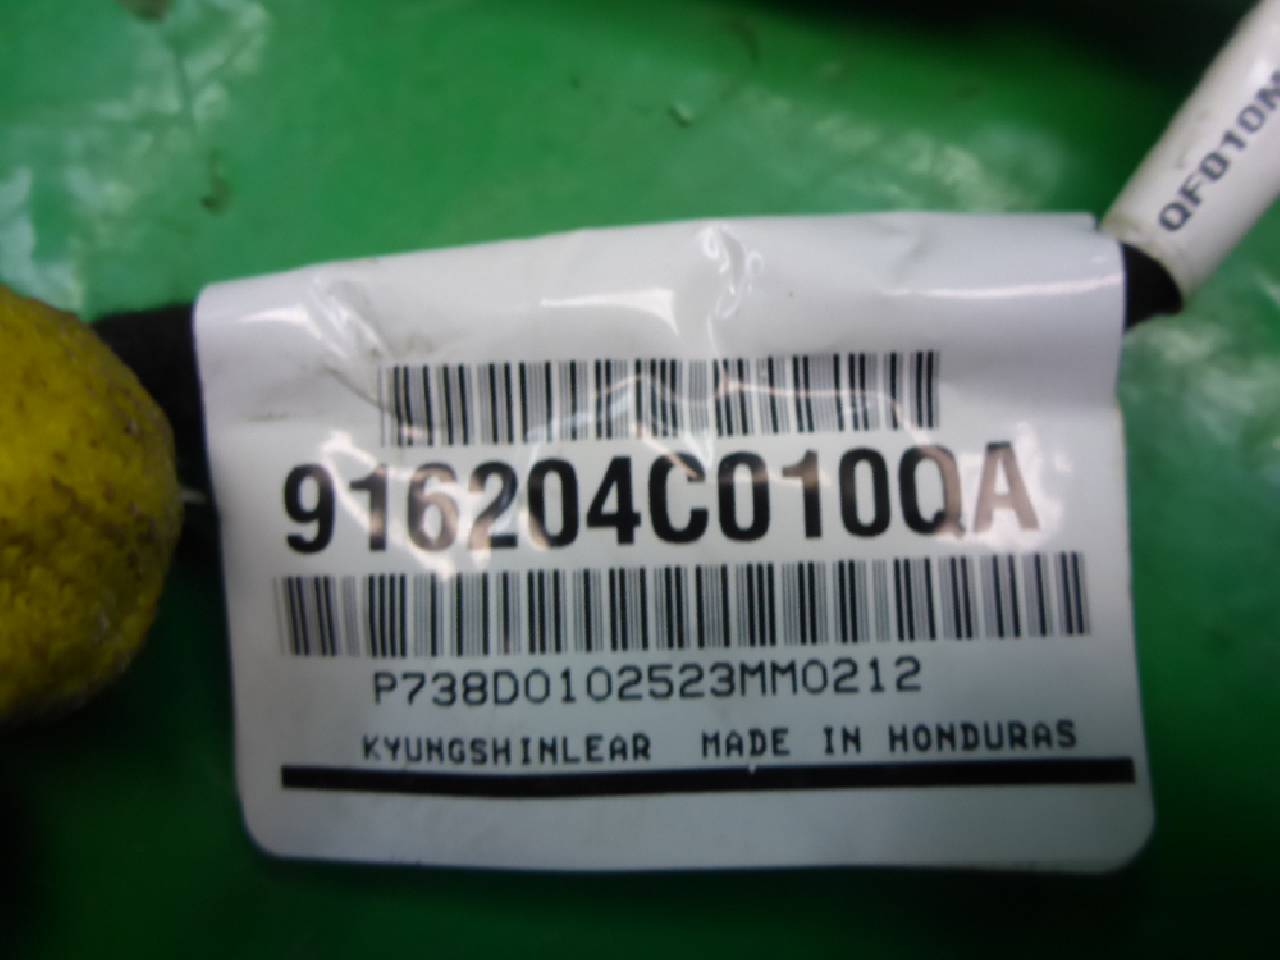 QF010M
916204C010QA
P738D0102523MM0212
KYUNGSHINLEAR MADE IN HONDURAS